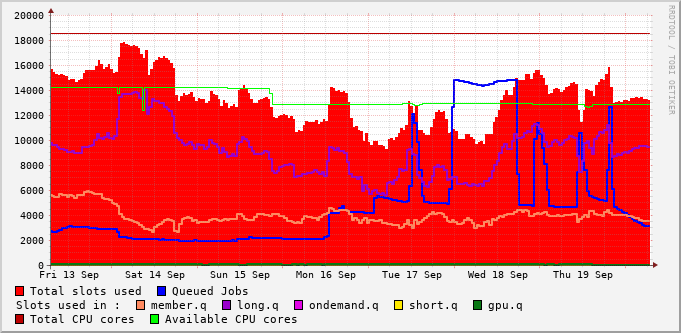 20000
18000
16000
14000
12000
10000
8000
6000
4000
2000
0
Fri 13 Sep Sat 14 Sep Sun 15 Sep Mon 16 Sep Tue 17 Sep Wed 18 Sep Thu 19 Sep
Total slots used Queued Jobs
Slots used in : member.q long.q ondemand.q short.q gpu.q
Total CPU cores Available CPU cores
RRDTOOL / TOBI OETIKER